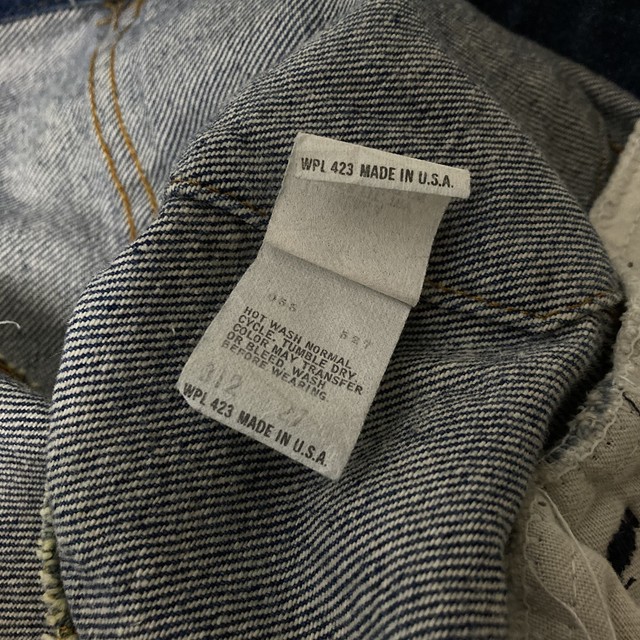 WPL 423 MADE IN U.S.A.
527
HOT WASH NORMAL
CYCLE, TUMBLE DRY.
COLOR MAY TRANSFER
OR BLEED. WASH
BEFORE WEARING.
WPL 423 MADE IN U.S.A.